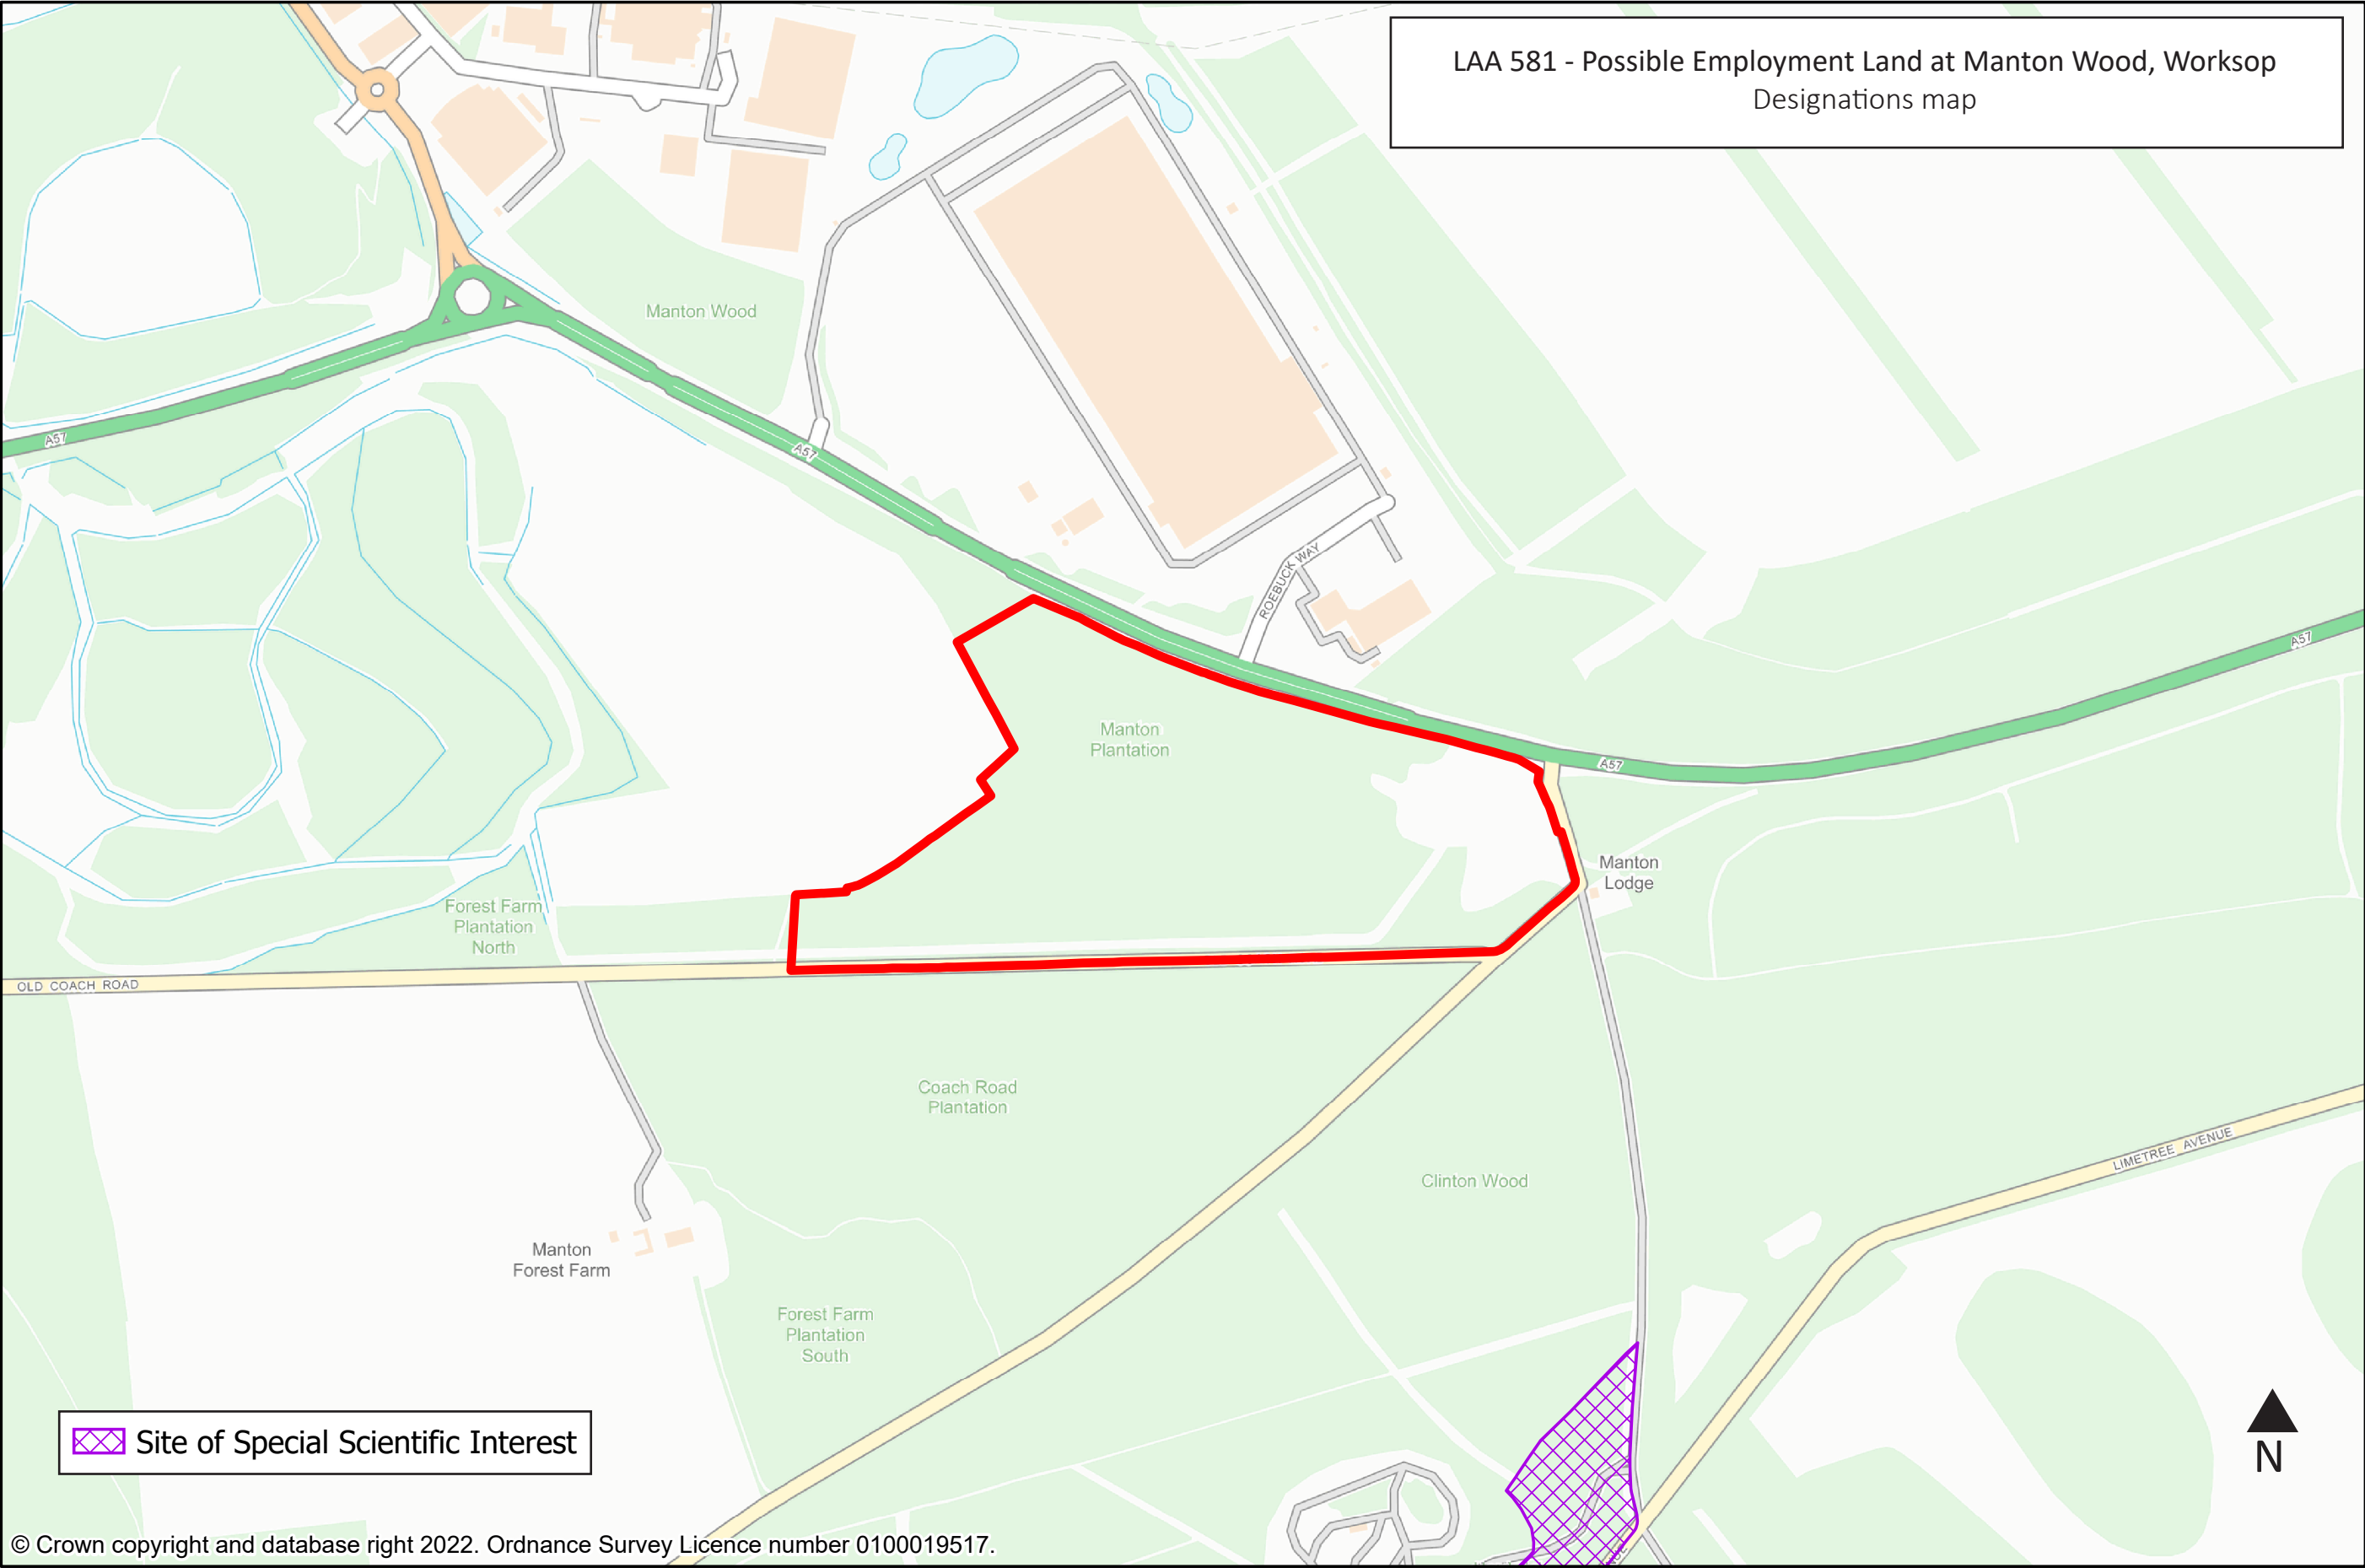 LAA 581 - Possible Employment Land at Manton Wood, Worksop
Designations map
Manton Wood
A57
A57
ROEBUCK WAY
A57
Manton
Plantation
A57
Manton
Lodge
Forest Farm
Plantation
North
OLD COACH ROAD
Coach Road
Plantation
LIMETREE AVENUE
Clinton Wood
Manton
Forest Farm
Forest Farm
Plantation
South
Site of Special Scientific Interest
N
© Crown copyright and database right 2022. Ordnance Survey Licence number 0100019517.